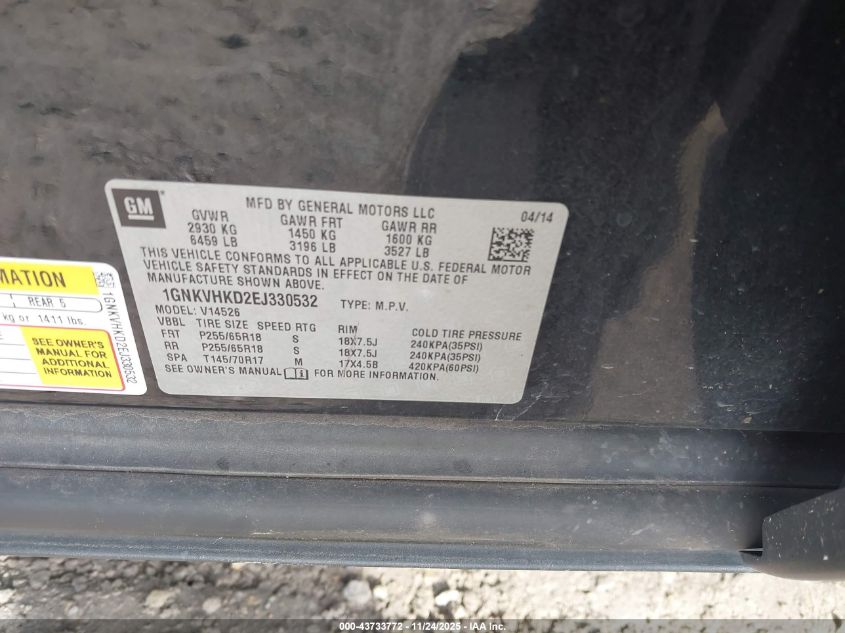 GM
MFD BY GENERAL MOTORS LLC
04/14
GVWR GAWR FRT GAWR RR
2930 KG 1450 KG 1600 KG
6459 LB 3196 LB 3527 LB
THIS VEHICLE CONFORMS TO ALL APPLICABLE U.S. FEDERAL MOTOR
VEHICLE SAFETY STANDARDS IN EFFECT ON THE DATE OF
MANUFACTURE SHOWN ABOVE.
1GNKVHKD2EJ330532 TYPE: M.P.V.
MODEL: V14526
VBBL TIRE SIZE SPEED RTG RIM COLD TIRE PRESSURE
FRT P255/65R18 S 18X7.5J 240KPA(35PSI)
RR P255/65R18 S 18X7.5J 240KPA(35PSI)
SPA T145/70R17 M 17X4.5B 420KPA(60PSI)
SEE OWNER'S MANUAL FOR MORE INFORMATION.
MATION
REAR 5
kg or 1411 lbs.
SEE OWNER'S
MANUAL FOR
ADDITIONAL
INFORMATION
1GNKVHKD2EJ330532
000-43733772 — 11/24/2025 — IAA, Inc.